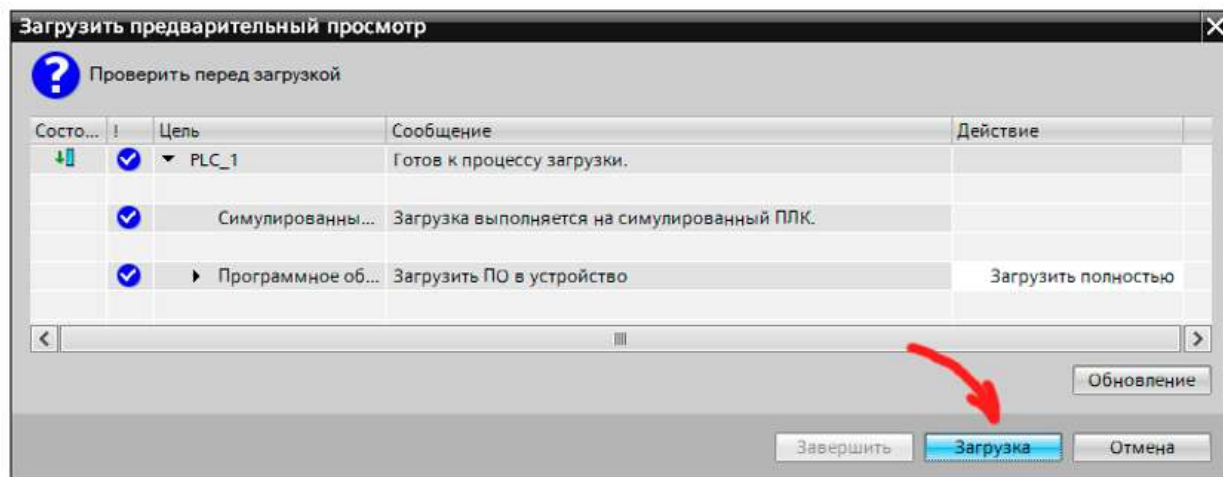 Загрузить предварительный просмотр
Проверить перед загрузкой
Состо... ! Цель Сообщение Действие
PLC_1 Готов к процессу загрузки.
Симулированны... Загрузка выполняется на симулированный ПЛК.
Программное об... Загрузить ПО в устройство Загрузить полностью
Обновление
Завершить Загрузка Отмена